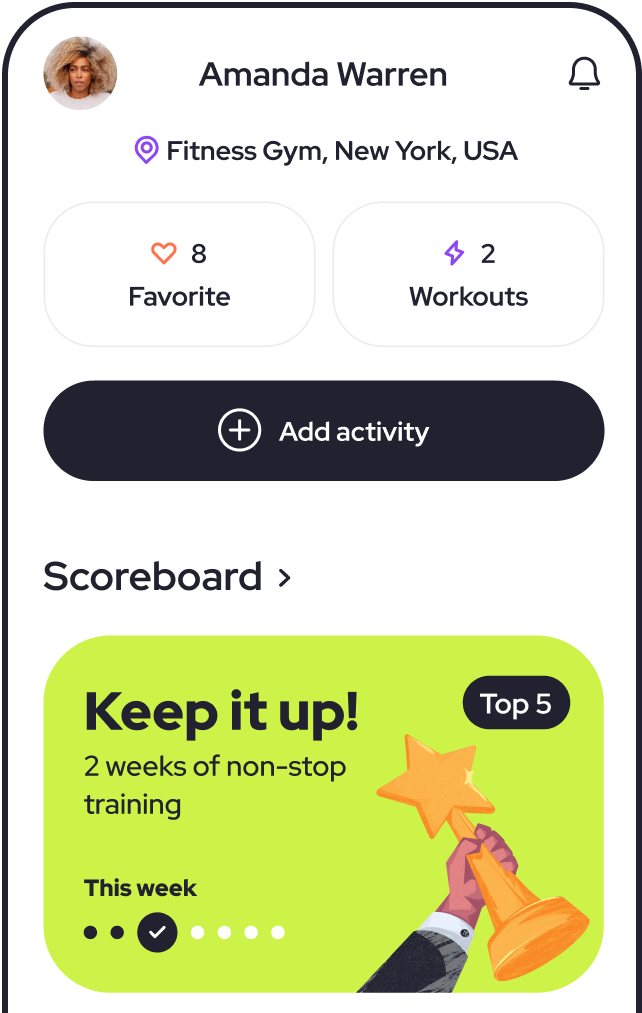 Amanda Warren
Fitness Gym, New York, USA
8
Favorite
2
Workouts
Add activity
Scoreboard
Keep it up!
Top 5
2 weeks of non-stop
training
This week